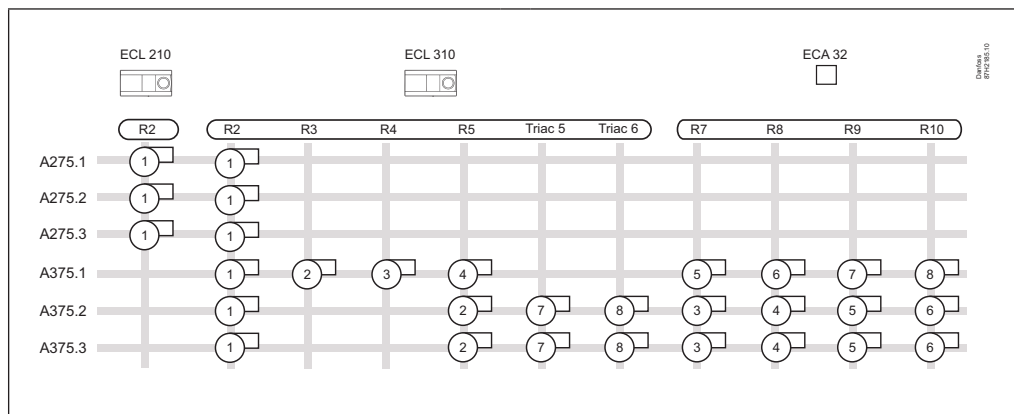 ECL 210 ECL 310 ECA 32
Danfoss
87H2185.10
R2 R2 R3 R4 R5 Triac 5 Triac 6 R7 R8 R9 R10
A275.1 1 1
A275.2 1 1
A275.3 1 1
A375.1 1 2 3 4 5 6 7 8
A375.2 1 2 7 8 3 4 5 6
A375.3 1 2 7 8 3 4 5 6